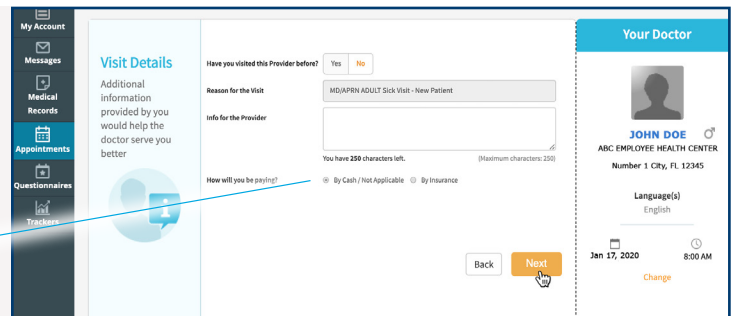 My Account
Messages
Medical
Records
Appointments
Questionnaires
Trackers
Visit Details
Additional
information
provided by you
would help the
doctor serve you
better
Have you visited this Provider before? Yes No
Reason for the Visit MD/APRN ADULT Sick Visit - New Patient
Info for the Provider
You have 250 characters left. (Maximum characters: 250)
How will you be paying? By Cash / Not Applicable By Insurance
Back Next
Your Doctor
JOHN DOE
ABC EMPLOYEE HEALTH CENTER
Number 1 City, FL 12345
Language(s)
English
Jan 17, 2020 8:00 AM
Change